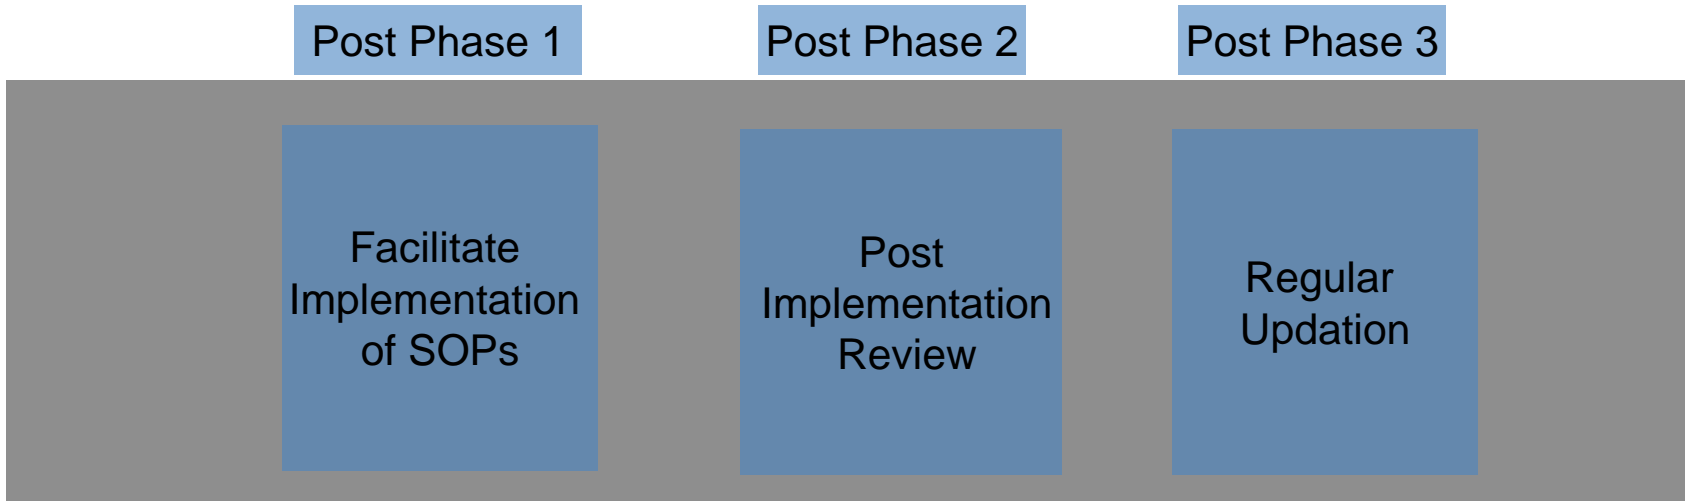 Post Phase 1
Post Phase 2
Post Phase 3
Facilitate
Implementation
of SOPs
Post
Implementation
Review
Regular
Updation